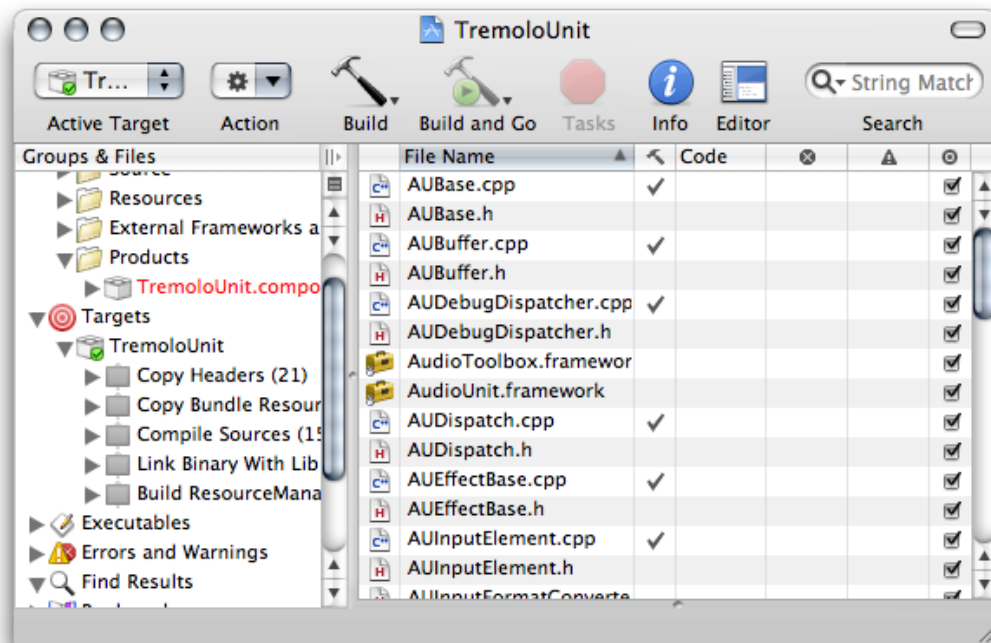 TremoloUnit
Tr...
String Match
Active Target
Action
Build
Build and Go
Tasks
Info
Editor
Search
Groups & Files
Source
Resources
External Frameworks a
Products
TremoloUnit.compo
Targets
TremoloUnit
Copy Headers (21)
Copy Bundle Resour
Compile Sources (15
Link Binary With Lib
Build ResourceMana
Executables
Errors and Warnings
Find Results
File Name
Code
AUBase.cpp
AUBase.h
AUBuffer.cpp
AUBuffer.h
AUDebugDispatcher.cpp
AUDebugDispatcher.h
AudioToolbox.framewor
AudioUnit.framework
AUDispatch.cpp
AUDispatch.h
AUEffectBase.cpp
AUEffectBase.h
AUInputElement.cpp
AUInputElement.h
AUInputFormatConverte